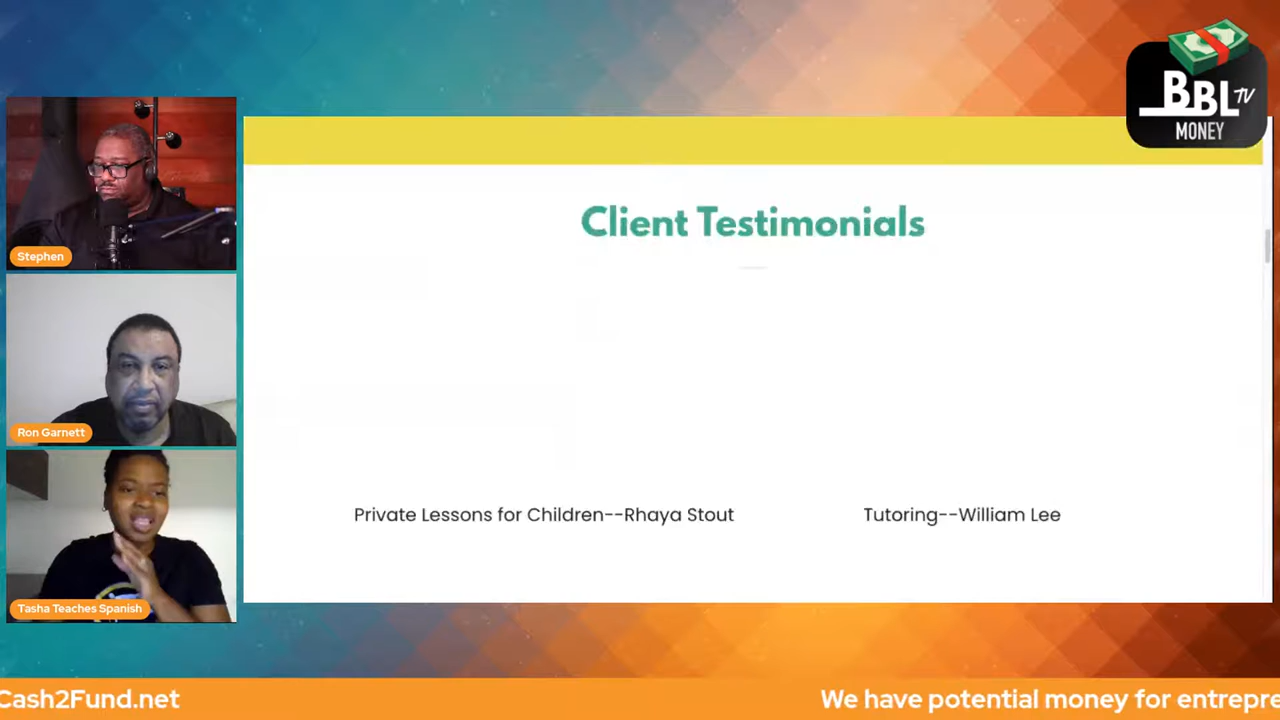 BBL TV
MONEY
Stephen
Client Testimonials
Ron Garnett
Private Lessons for Children--Rhaya Stout
Tutoring--William Lee
Tasha Teaches Spanish
Cash2Fund.net
We have potential money for entrepre